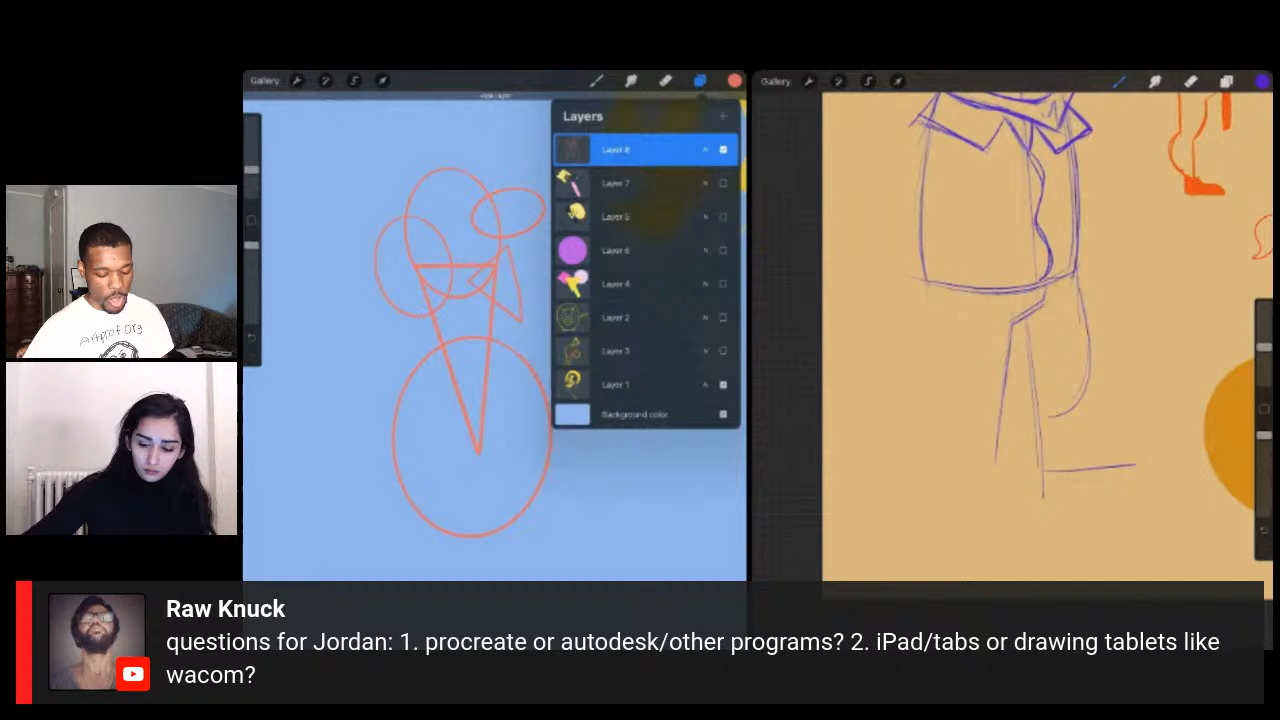 Gallery
Gallery
Layers
Layer 8
N
Layer 7
N
Layer 5
N
Layer 6
N
Layer 4
N
Layer 2
N
Layer 3
N
Layer 1
N
Background color
Artprof.org
Raw Knuck
questions for Jordan: 1. procreate or autodesk/other programs? 2. iPad/tabs or drawing tablets like
wacom?